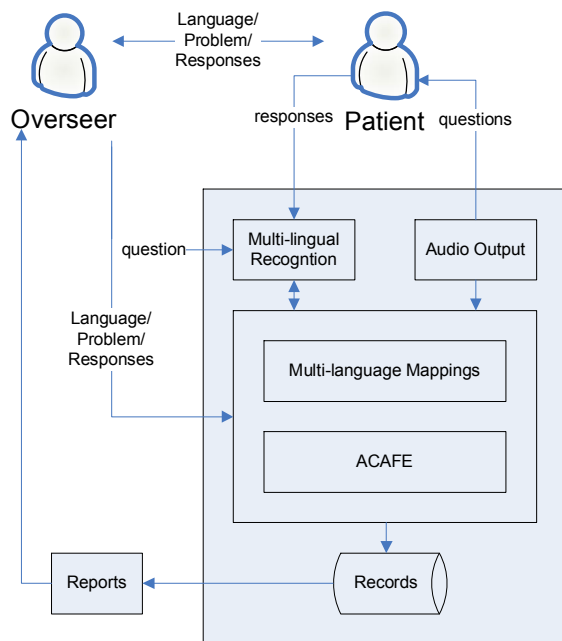 Language/
Problem/
Responses
Overseer
Patient
responses
questions
question
Multi-lingual
Recogntion
Audio Output
Language/
Problem/
Responses
Multi-language Mappings
ACAFE
Reports
Records